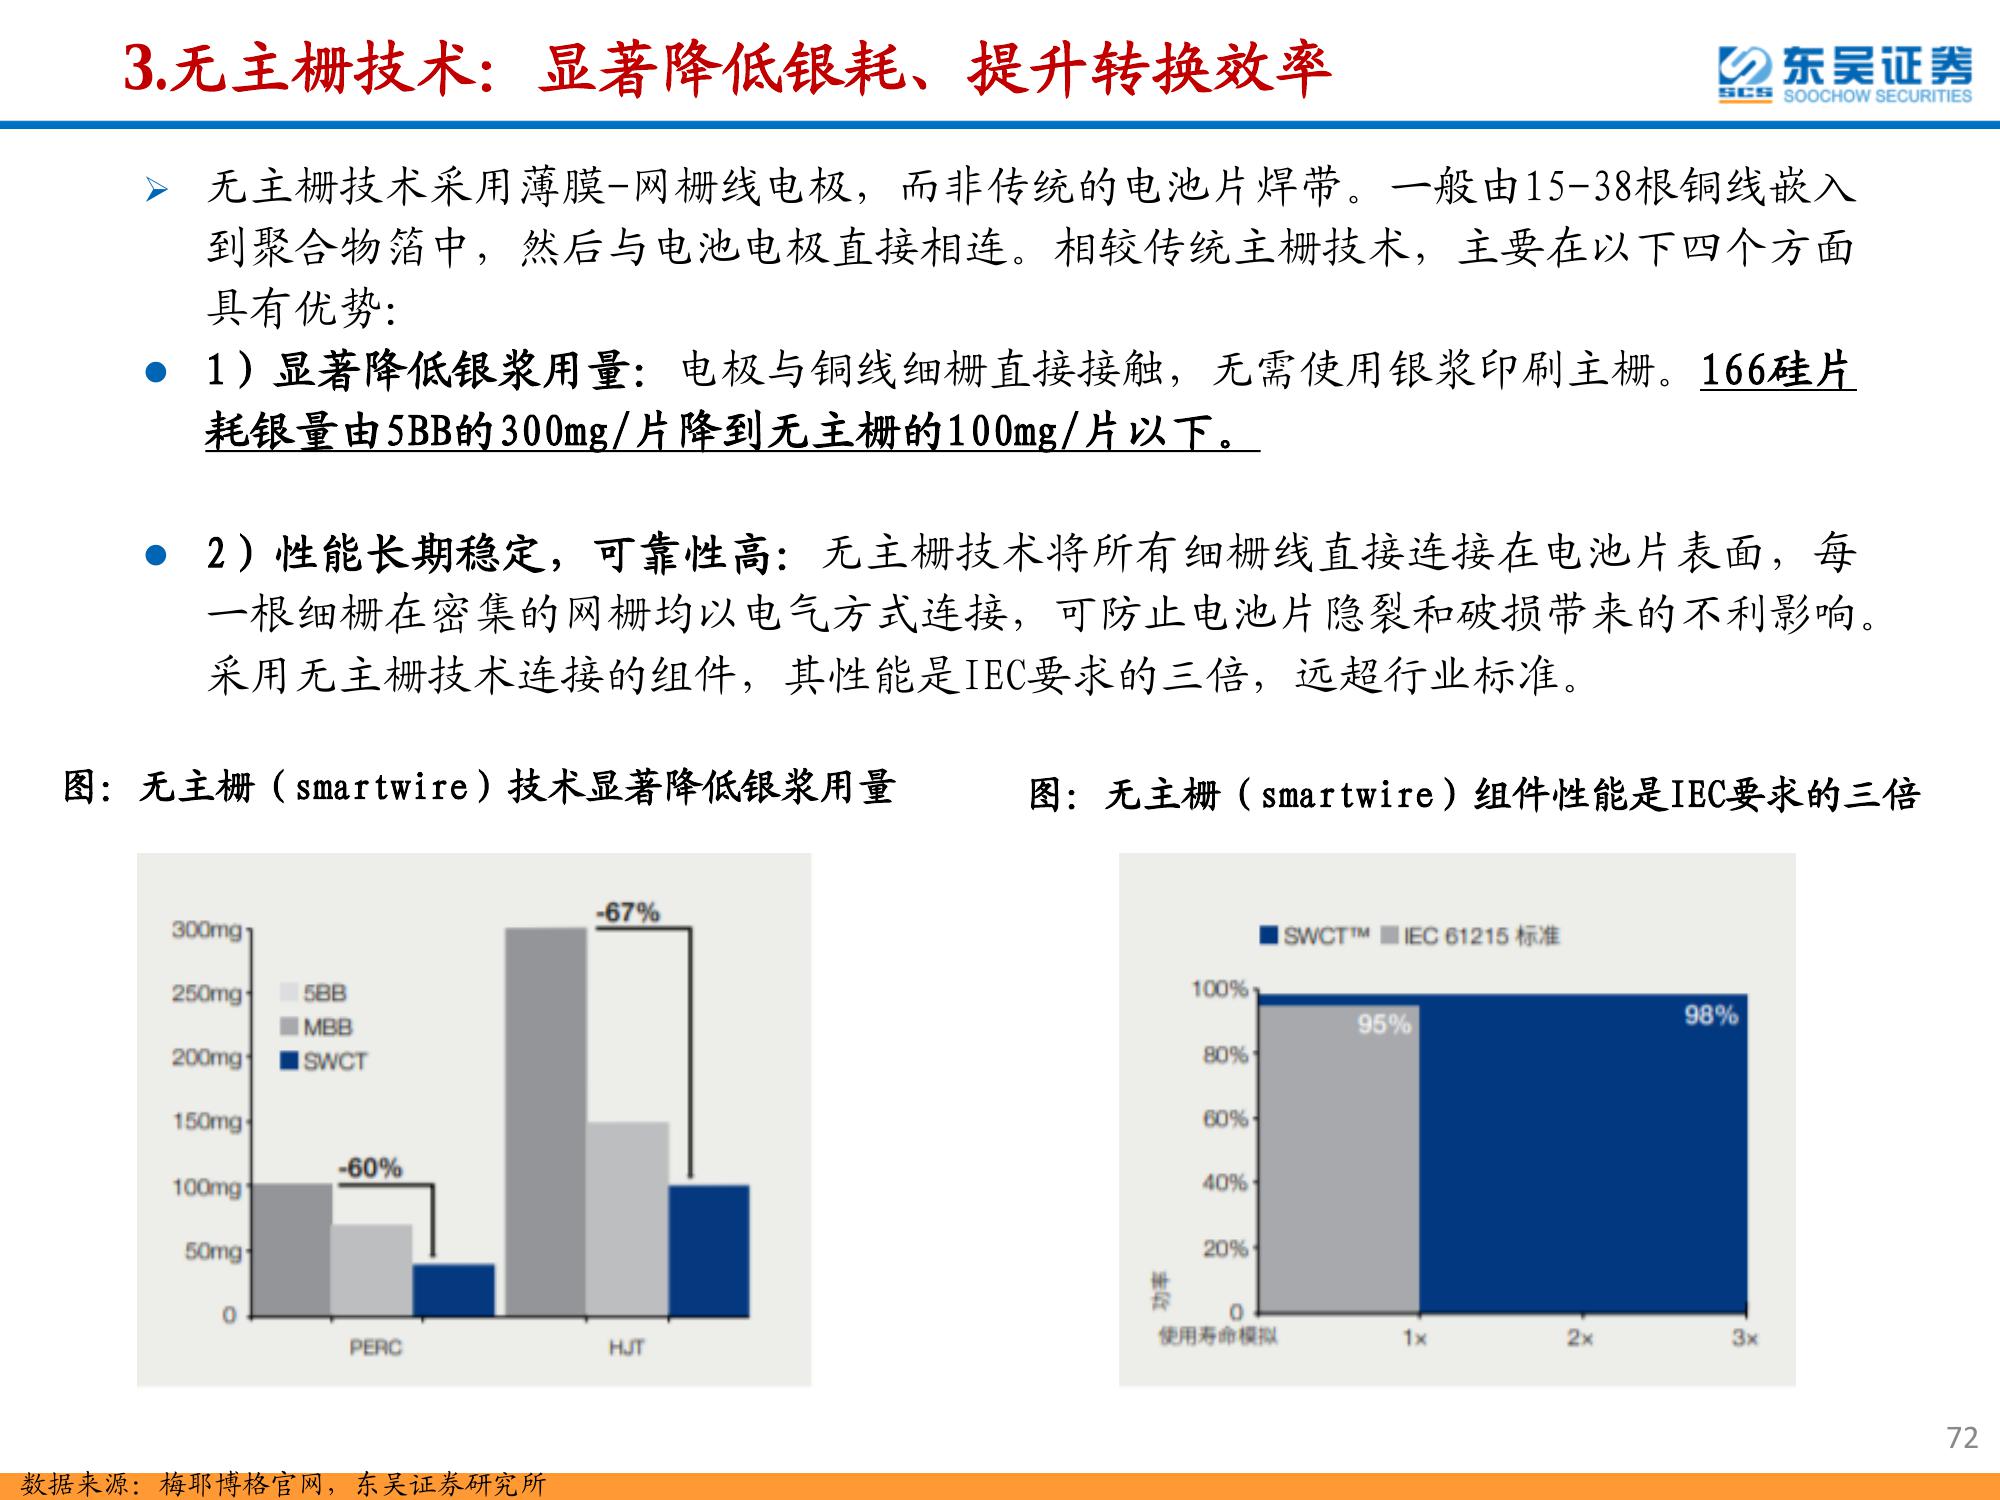 3.无主栅技术：显著降低银耗、提升转换效率
东吴证券
SCS
SOOCHOW SECURITIES
无主栅技术采用薄膜-网栅线电极，而非传统的电池片焊带。一般由15-38根铜线嵌入
到聚合物箔中，然后与电池电极直接相连。相较传统主栅技术，主要在以下四个方面
具有优势：
1）显著降低银浆用量：电极与铜线细栅直接接触，无需使用银浆印刷主栅。166硅片
耗银量由5BB的300mg/片降到无主栅的100mg/片以下。
2）性能长期稳定，可靠性高：无主栅技术将所有细栅线直接连接在电池片表面，每
一根细栅在密集的网栅均以电气方式连接，可防止电池片隐裂和破损带来的不利影响。
采用无主栅技术连接的组件，其性能是IEC要求的三倍，远超行业标准。
图：无主栅（smartwire）技术显著降低银浆用量
300mg
250mg
200mg
150mg
100mg
50mg
0
5BB
MBB
SWCT
-60%
-67%
PERC
HJT
图：无主栅（smartwire）组件性能是IEC要求的三倍
SWCT™ IEC 61215 标准
100%
80%
60%
40%
20%
0
95%
98%
功率
使用寿命模拟
1×
2×
3×
72
数据来源：梅耶博格官网，东吴证券研究所